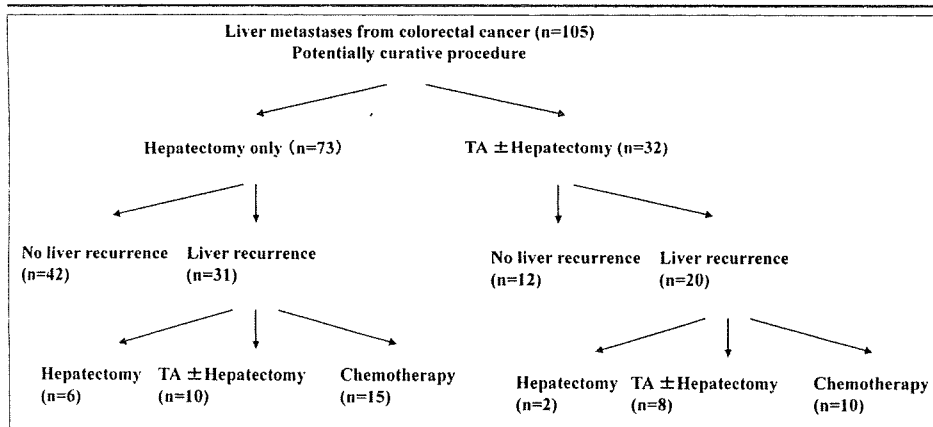 Liver metastases from colorectal cancer (n=105)
Potentially curative procedure
Hepatectomy only (n=73)
TA ±Hepatectomy (n=32)
No liver recurrence
(n=42)
Liver recurrence
(n=31)
No liver recurrence
(n=12)
Liver recurrence
(n=20)
Hepatectomy
(n=6)
TA ±Hepatectomy
(n=10)
Chemotherapy
(n=15)
Hepatectomy
(n=2)
TA ±Hepatectomy
(n=8)
Chemotherapy
(n=10)